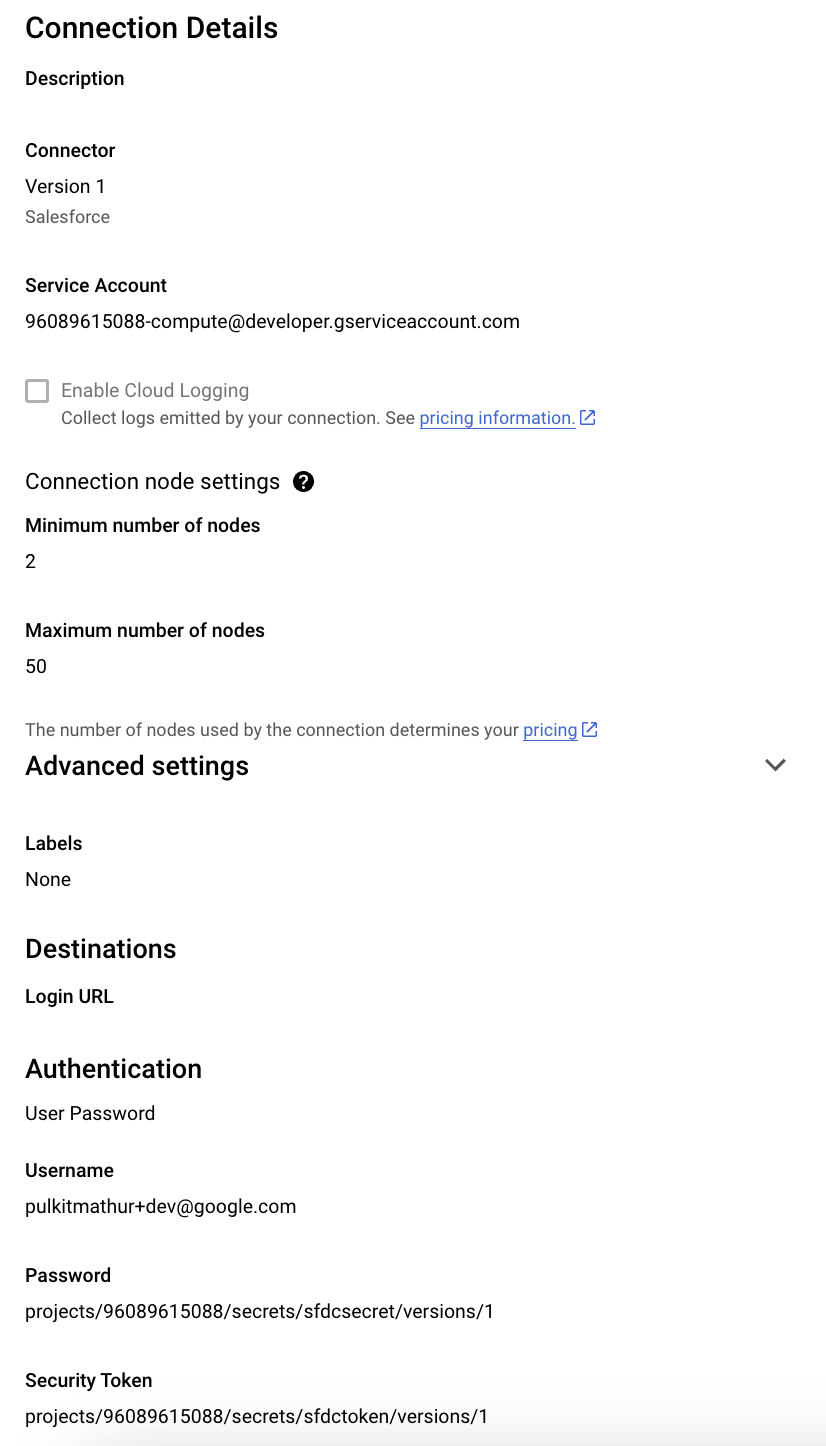 Connection Details
Description
Connector
Version 1
Salesforce
Service Account
96089615088-compute@developer.gserviceaccount.com
Enable Cloud Logging
Collect logs emitted by your connection. See pricing information.
Connection node settings
Minimum number of nodes
2
Maximum number of nodes
50
The number of nodes used by the connection determines your pricing
Advanced settings
Labels
None
Destinations
Login URL
Authentication
User Password
Username
pulkitmathur+dev@google.com
Password
projects/96089615088/secrets/sfdcsecret/versions/1
Security Token
projects/96089615088/secrets/sfdctoken/versions/1